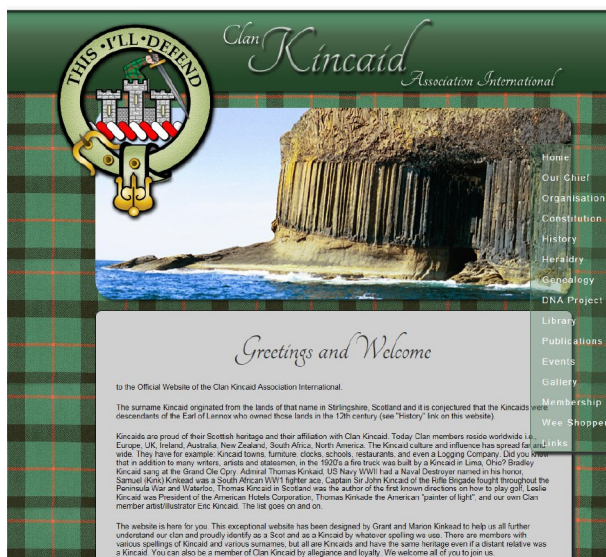 Clan Kincaid
Association International
THIS · I'LL · DEFEND
Home
Our Chief
Organisation
Constitution
History
Heraldry
Genealogy
DNA Project
Library
Publications
Events
Gallery
Membership
Wee Shoppe
Links
Greetings and Welcome
to the Official Website of the Clan Kincaid Association International.
The surname Kincaid originated from the lands of that name in Stirlingshire, Scotland and it is conjectured that the Kincaids were
descendants of the Earl of Lennox who owned those lands in the 12th century (see "History" link on this website).
Kincaids are proud of their Scottish heritage and their affiliation with Clan Kincaid. Today Clan members reside worldwide i.e.,
Europe, UK, Ireland, Australia, New Zealand, South Africa, North America. The Kincaid culture and influence has spread far and
wide. They have for example: Kincaid towns, furniture, clocks, schools, restaurants, and even a Logging Company. Did you know
that in addition to many writers, artists and statesmen, in the 1920's a fire truck was built by a Kincaid in Lima, Ohio? Bradley
Kincaid sang at the Grand Ole Opry. Admiral Thomas Kinkaid, US Navy WWII had a Naval Destroyer named in his honor,
Samuel (Kink) Kinkead was a South African WW1 fighter ace, Captain Sir John Kincaid of the Rifle Brigade fought throughout the
Peninsula War and Waterloo, Thomas Kincaid in Scotland was the author of the first known directions on how to play golf, Leslie
Kincaid was President of the American Hotels Corporation, Thomas Kinkade the American "painter of light", and our own Clan
member artist/illustrator Eric Kincaid. The list goes on and on.
The website is here for you. This exceptional website has been designed by Grant and Marion Kinkead to help us all further
understand our clan and proudly identify as a Scot and as a Kincaid by whatever spelling we use. There are members with
various spellings of Kincaid and various surnames, but all are Kincaids and have the same heritage even if a distant relative was
a Kincaid. You can also be a member of Clan Kincaid by allegiance and loyalty. We welcome all of you to join us.